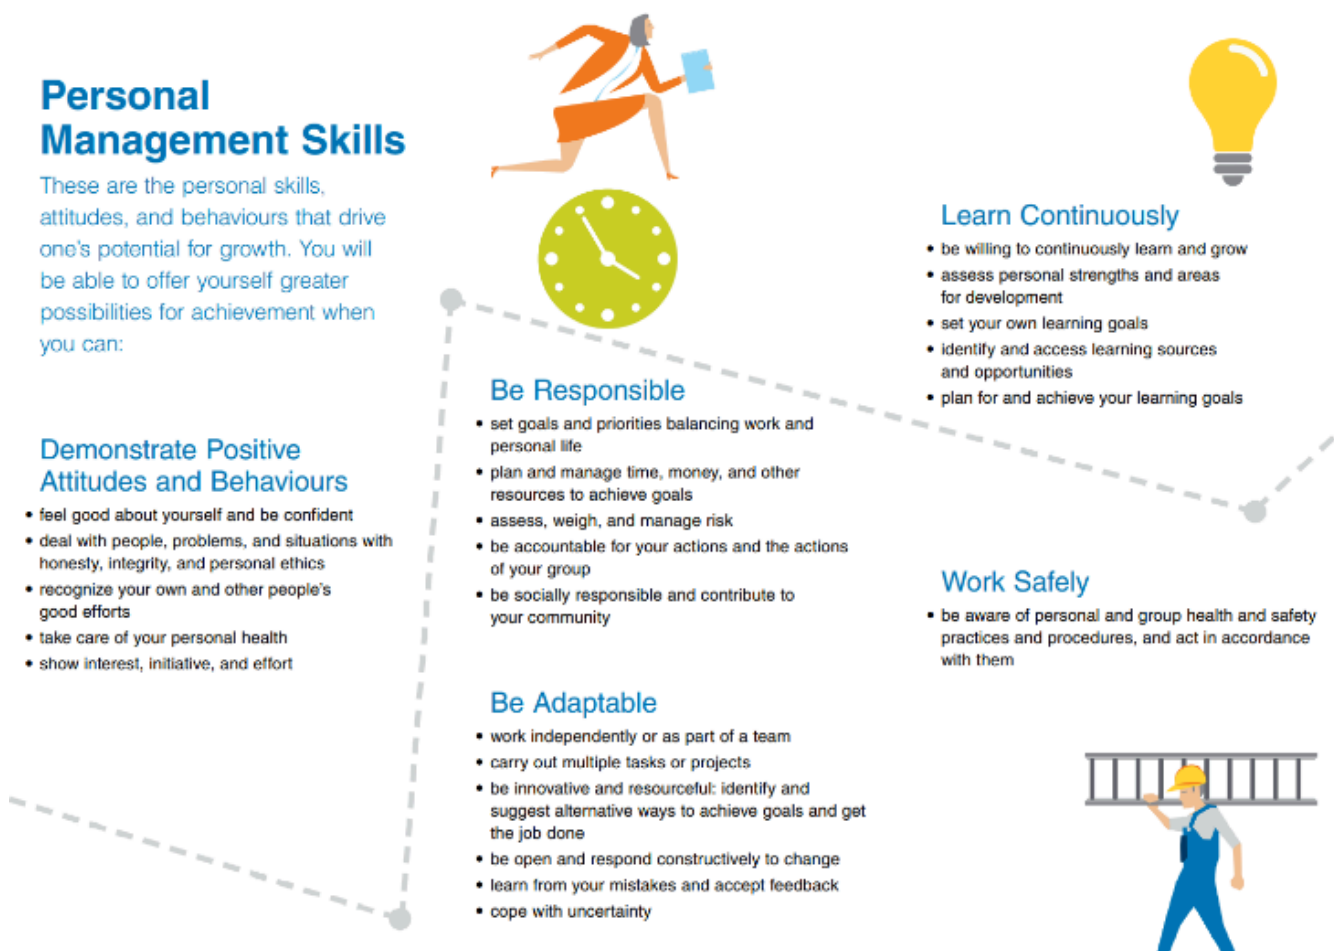 Personal
Management Skills
These are the personal skills,
attitudes, and behaviours that drive
one's potential for growth. You will
be able to offer yourself greater
possibilities for achievement when
you can:
Demonstrate Positive
Attitudes and Behaviours
• feel good about yourself and be confident
• deal with people, problems, and situations with
honesty, integrity, and personal ethics
• recognize your own and other people's
good efforts
• take care of your personal health
• show interest, initiative, and effort
Be Responsible
• set goals and priorities balancing work and
personal life
• plan and manage time, money, and other
resources to achieve goals
• assess, weigh, and manage risk
• be accountable for your actions and the actions
of your group
• be socially responsible and contribute to
your community
Be Adaptable
• work independently or as part of a team
• carry out multiple tasks or projects
• be innovative and resourceful: identify and
suggest alternative ways to achieve goals and get
the job done
• be open and respond constructively to change
• learn from your mistakes and accept feedback
• cope with uncertainty
Learn Continuously
• be willing to continuously learn and grow
• assess personal strengths and areas
for development
• set your own learning goals
• identify and access learning sources
and opportunities
• plan for and achieve your learning goals
Work Safely
• be aware of personal and group health and safety
practices and procedures, and act in accordance
with them